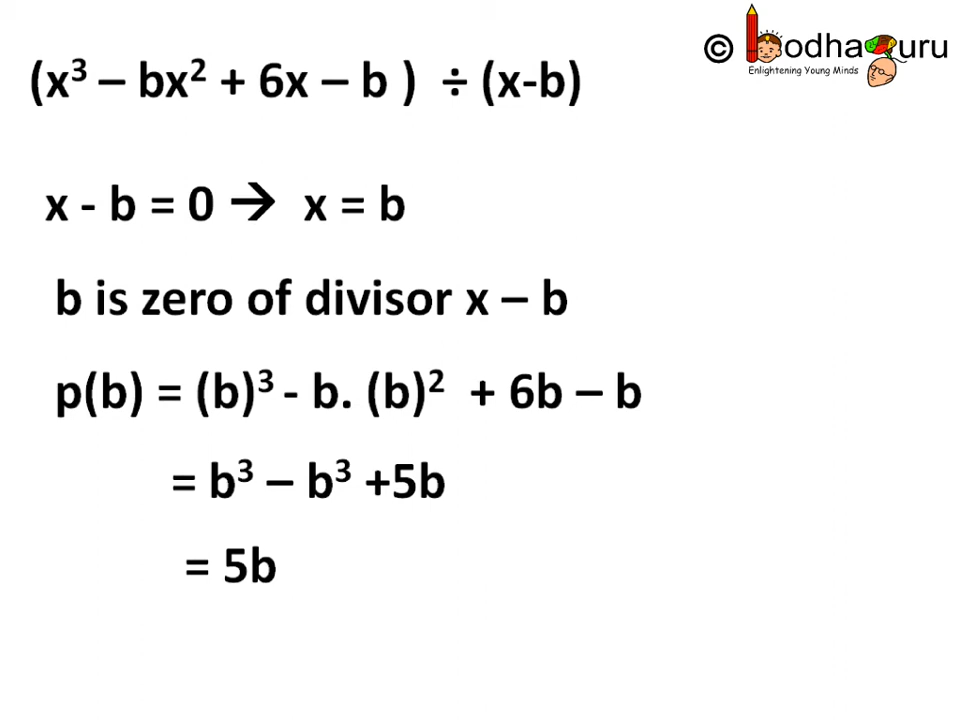 (x³ – bx² + 6x – b ) ÷ (x-b)
© BodhaGuru
Enlightening Young Minds
x - b = 0 → x = b
b is zero of divisor x – b
p(b) = (b)³ - b. (b)² + 6b – b
= b³ – b³ +5b
= 5b